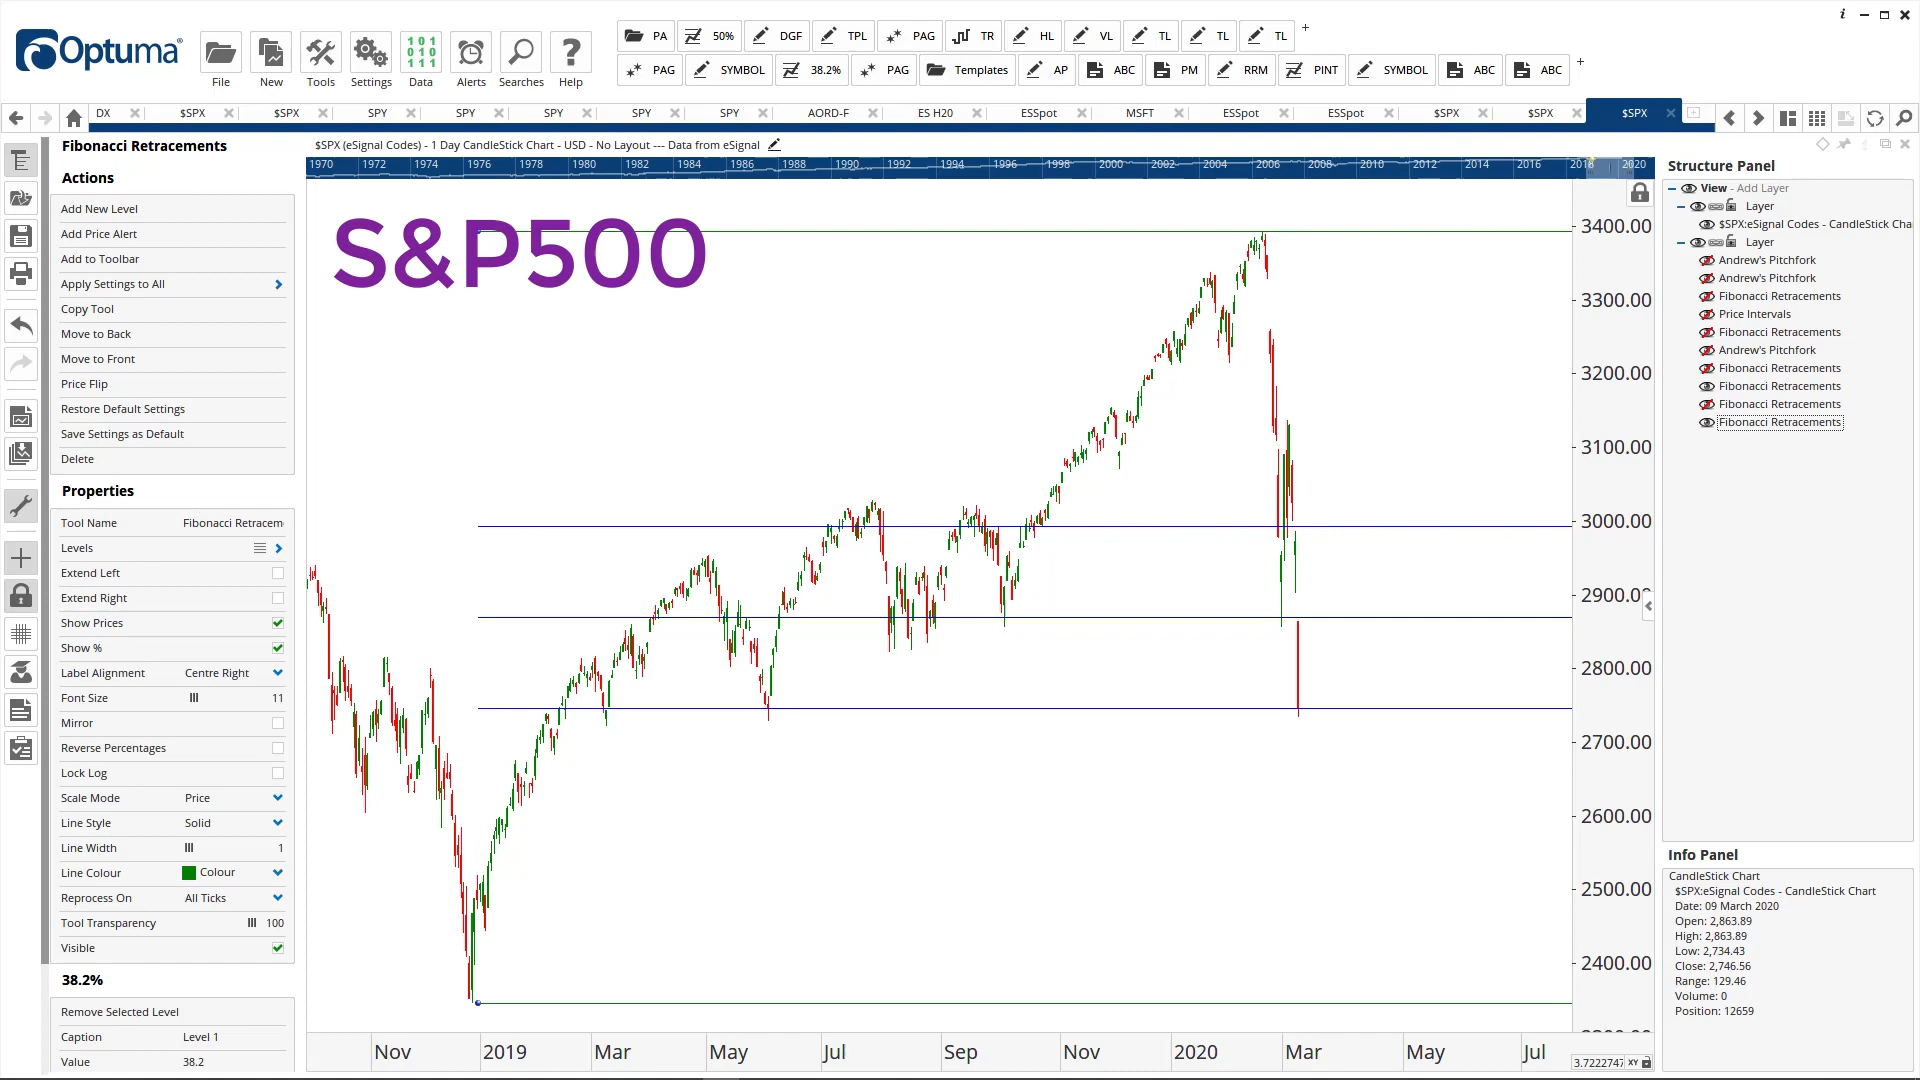 Optuma®
File
New
Tools
Settings
Data
Alerts
Searches
Help
PA
50%
DGF
TPL
PAG
TR
HL
VL
TL
TL
TL
PAG
SYMBOL
38.2%
PAG
Templates
AP
ABC
PM
RRM
PINT
SYMBOL
ABC
ABC
DX
$SPX
$SPX
SPY
SPY
SPY
SPY
SPY
AORD-F
ES H20
ESSpot
MSFT
ESSpot
ESSpot
$SPX
$SPX
$SPX
Fibonacci Retracements
Actions
Add New Level
Add Price Alert
Add to Toolbar
Apply Settings to All
Copy Tool
Move to Back
Move to Front
Price Flip
Restore Default Settings
Save Settings as Default
Delete
Properties
Tool Name Fibonacci Retracem
Levels
Extend Left
Extend Right
Show Prices
Show %
Label Alignment Centre Right
Font Size 11
Mirror
Reverse Percentages
Lock Log
Scale Mode Price
Line Style Solid
Line Width 1
Line Colour Colour
Reprocess On All Ticks
Tool Transparency 100
Visible
38.2%
Remove Selected Level
Caption Level 1
Value 38.2
$SPX (eSignal Codes) - 1 Day CandleStick Chart - USD - No Layout --- Data from eSignal
1970 1972 1974 1976 1978 1980 1982 1984 1986 1988 1990 1992 1994 1996 1998 2000 2002 2004 2006 2008 2010 2012 2014 2016 2018 2020
S&P500
3400.00
3300.00
3200.00
3100.00
3000.00
2900.00
2800.00
2700.00
2600.00
2500.00
2400.00
Nov 2019 Mar May Jul Sep Nov 2020 Mar May Jul
3.7222747 XY
Structure Panel
View - Add Layer
Layer
$SPX:eSignal Codes - CandleStick Cha
Layer
Andrew's Pitchfork
Andrew's Pitchfork
Fibonacci Retracements
Price Intervals
Fibonacci Retracements
Andrew's Pitchfork
Fibonacci Retracements
Fibonacci Retracements
Fibonacci Retracements
Fibonacci Retracements
Info Panel
CandleStick Chart
$SPX:eSignal Codes - CandleStick Chart
Date: 09 March 2020
Open: 2,863.89
High: 2,863.89
Low: 2,734.43
Close: 2,746.56
Range: 129.46
Volume: 0
Position: 12659